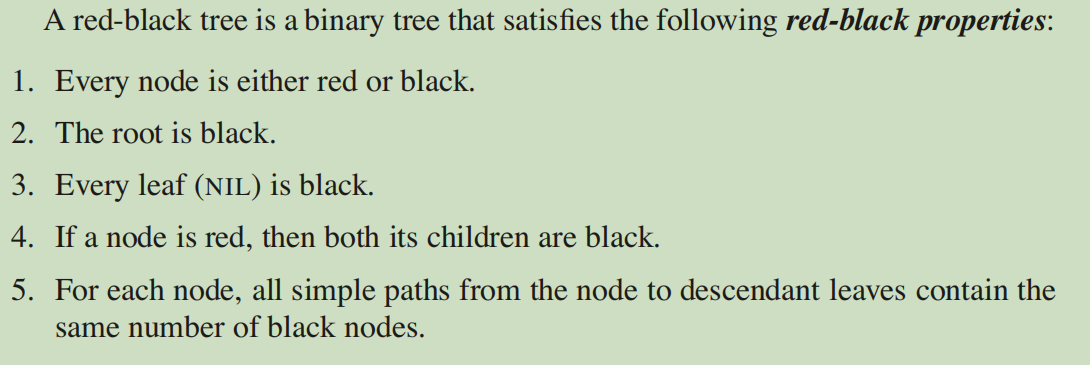 A red-black tree is a binary tree that satisfies the following red-black properties:
1. Every node is either red or black.
2. The root is black.
3. Every leaf (NIL) is black.
4. If a node is red, then both its children are black.
5. For each node, all simple paths from the node to descendant leaves contain the
same number of black nodes.